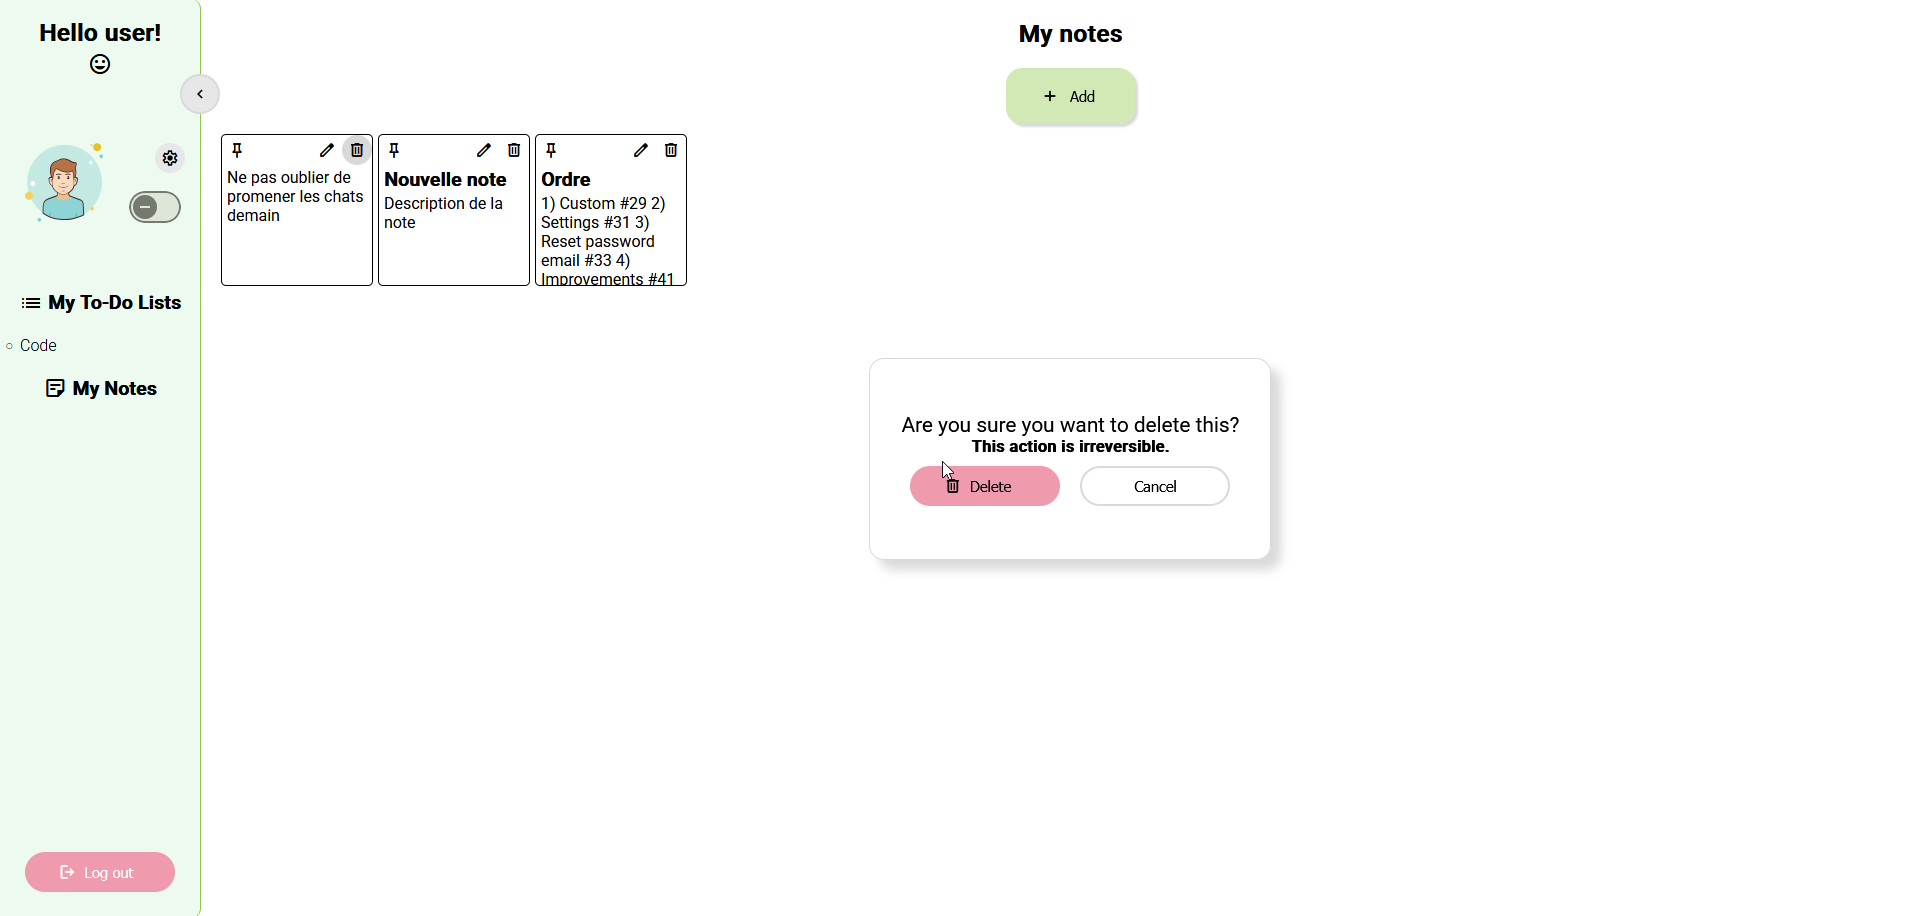 Hello user!
My To-Do Lists
Code
My Notes
Log out
My notes
Add
Ne pas oublier de
promener les chats
demain
Nouvelle note
Description de la
note
Ordre
1) Custom #29 2)
Settings #31 3)
Reset password
email #33 4)
Improvements #41
Are you sure you want to delete this?
This action is irreversible.
Delete
Cancel